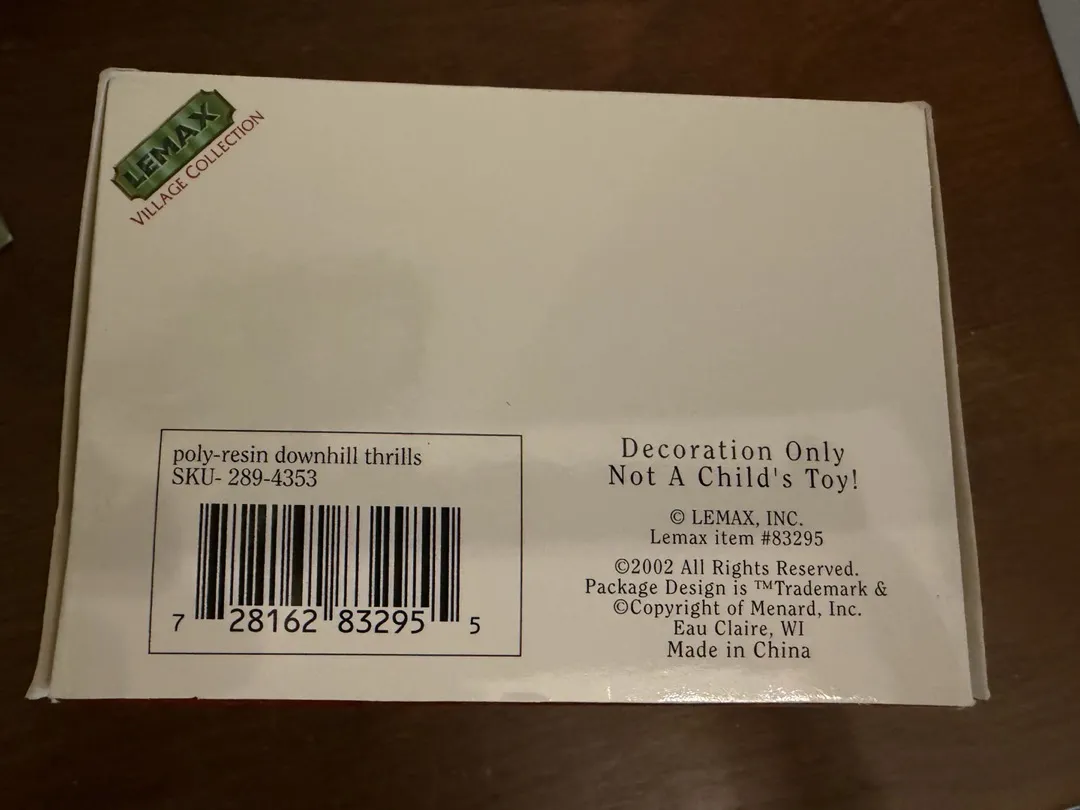 LEMAX
VILLAGE COLLECTION
poly-resin downhill thrills
SKU- 289-4353
7 28162 83295 5
Decoration Only
Not A Child's Toy!
© LEMAX, INC.
Lemax item #83295
©2002 All Rights Reserved.
Package Design is ™Trademark &
©Copyright of Menard, Inc.
Eau Claire, WI
Made in China